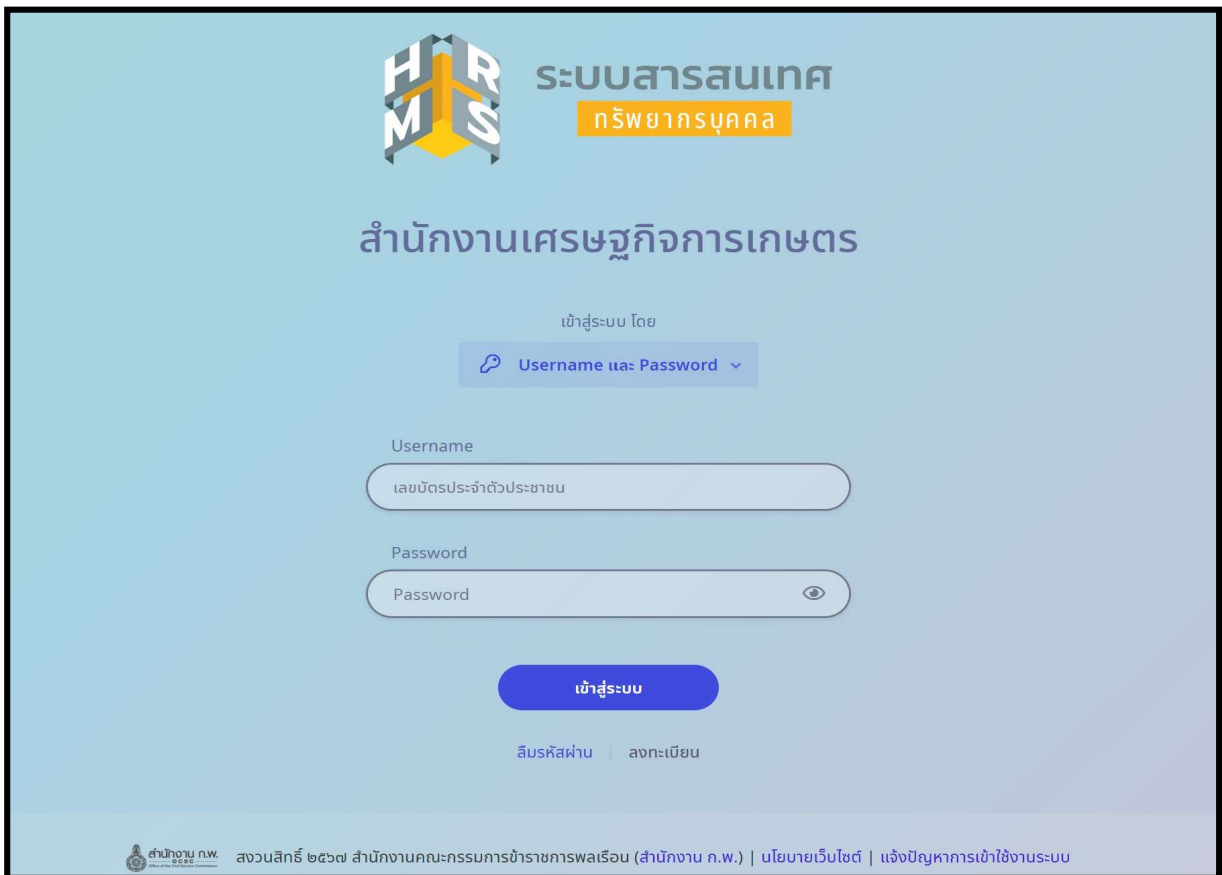 HR
MS
ระบบสารสนเทศ
ทรัพยากรบุคคล
สำนักงานเศรษฐกิจการเกษตร
เข้าสู่ระบบ โดย
Username และ Password
Username
เลขบัตรประจำตัวประชาชน
Password
Password
เข้าสู่ระบบ
ลืมรหัสผ่าน | ลงทะเบียน
สำนักงาน ก.พ.
OCSC
Office of the Civil Service Commission
สงวนสิทธิ์ ๒๕๖๗ สำนักงานคณะกรรมการข้าราชการพลเรือน (สำนักงาน ก.พ.) | นโยบายเว็บไซต์ | แจ้งปัญหาการเข้าใช้งานระบบ